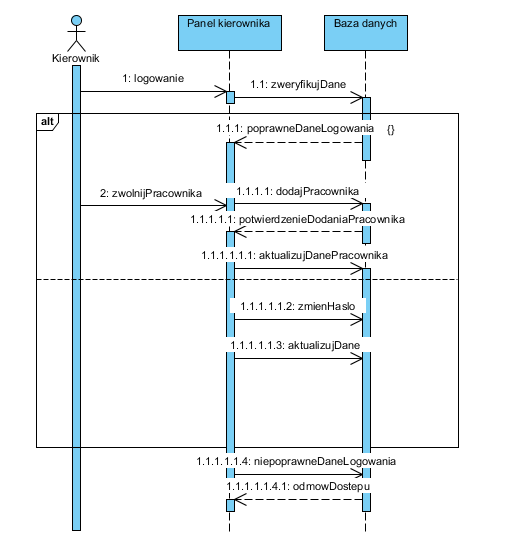 Panel kierownika
Baza danych
Kierownik
1: logowanie
1.1: zweryfikujDane
alt
1.1.1: poprawneDaneLogowania {}
2: zwolnijPracownika
1.1.1.1: dodajPracownika
1.1.1.1.1: potwierdzenieDodaniaPracownika
1.1.1.1.1.1: aktualizujDanePracownika
1.1.1.1.1.2: zmienHaslo
1.1.1.1.1.3: aktualizujDane
1.1.1.1.1.4: niepoprawneDaneLogowania
1.1.1.1.1.4.1: odmowDostepu